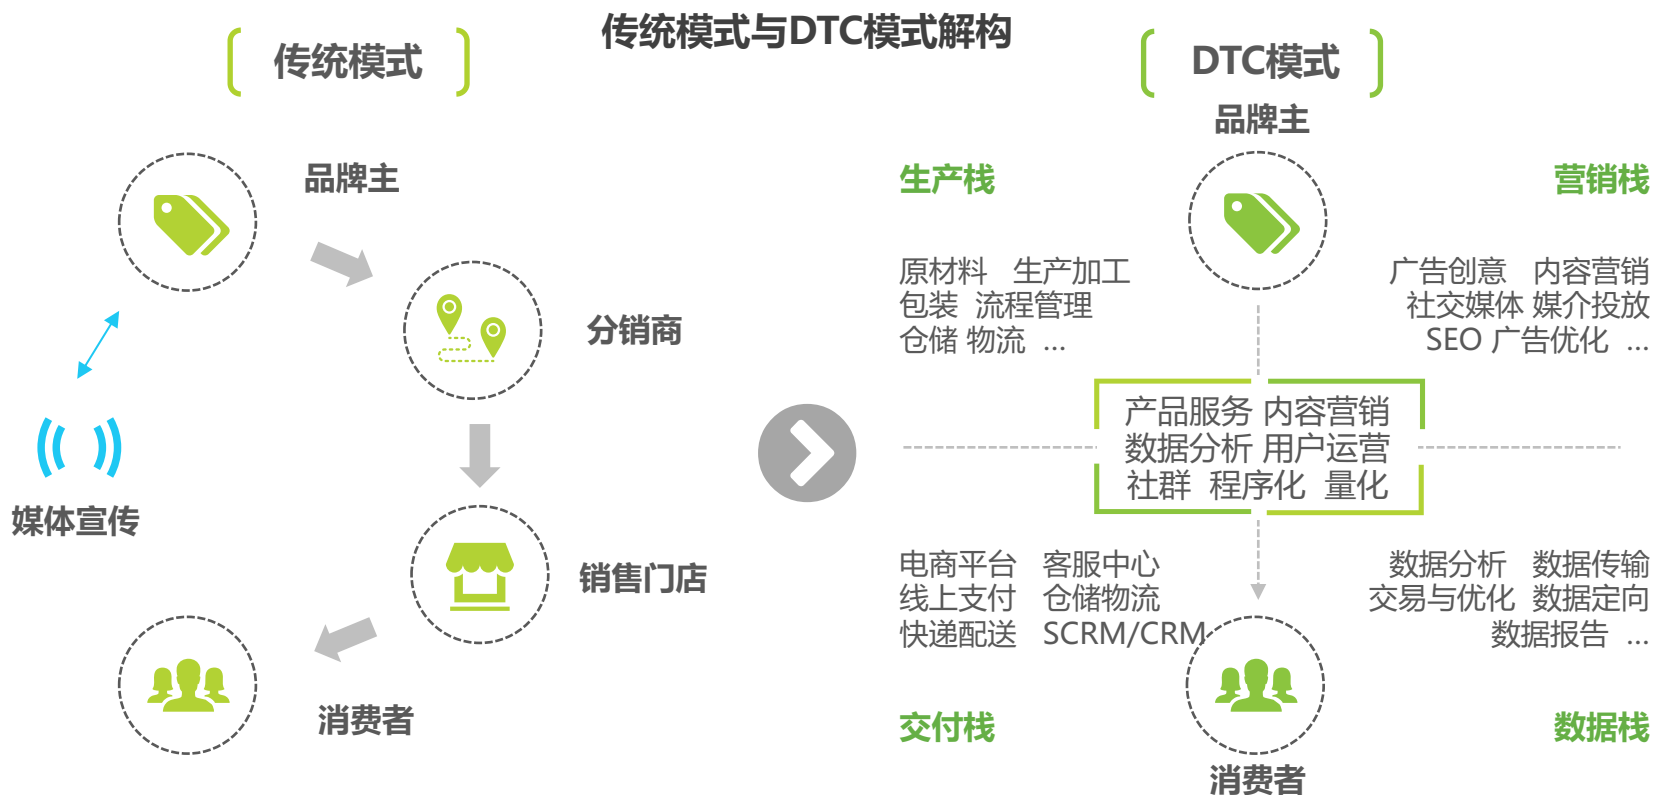 传统模式与DTC模式解构
传统模式
品牌主
分销商
媒体宣传
销售门店
消费者
DTC模式
品牌主
生产栈
原材料 生产加工
包装 流程管理
仓储 物流 …
营销栈
广告创意 内容营销
社交媒体 媒介投放
SEO 广告优化 …
产品服务 内容营销
数据分析 用户运营
社群 程序化 量化
电商平台 客服中心
线上支付 仓储物流
快递配送 SCRM/CRM
交付栈
数据分析 数据传输
交易与优化 数据定向
数据报告 …
数据栈
消费者